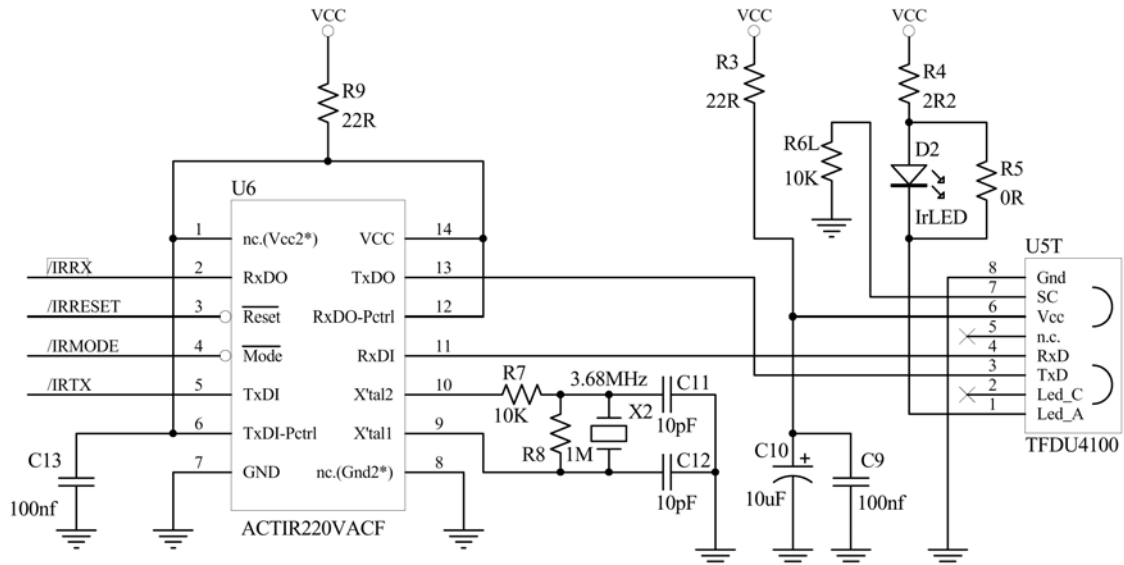 VCC
VCC
VCC
R9
22R
R3
22R
R4
2R2
R6L
10K
D2
IrLED
R5
0R
U6
1 nc.(Vcc2*) VCC 14
/IRRX 2 RxDO TxDO 13
/IRRESET 3 Reset RxDO-Pctrl 12
/IRMODE 4 Mode RxDI 11
/IRTX 5 TxDI X'tal2 10
6 TxDI-Pctrl X'tal1 9
7 GND nc.(Gnd2*) 8
ACTIR220VACF
C13
100nf
R7
10K
3.68MHz
X2
R8
1M
C11
10pF
C12
10pF
C10
+
10uF
C9
100nf
U5T
8 Gnd
7 SC
6 Vcc
5 n.c.
4 RxD
3 TxD
2 Led_C
1 Led_A
TFDU4100